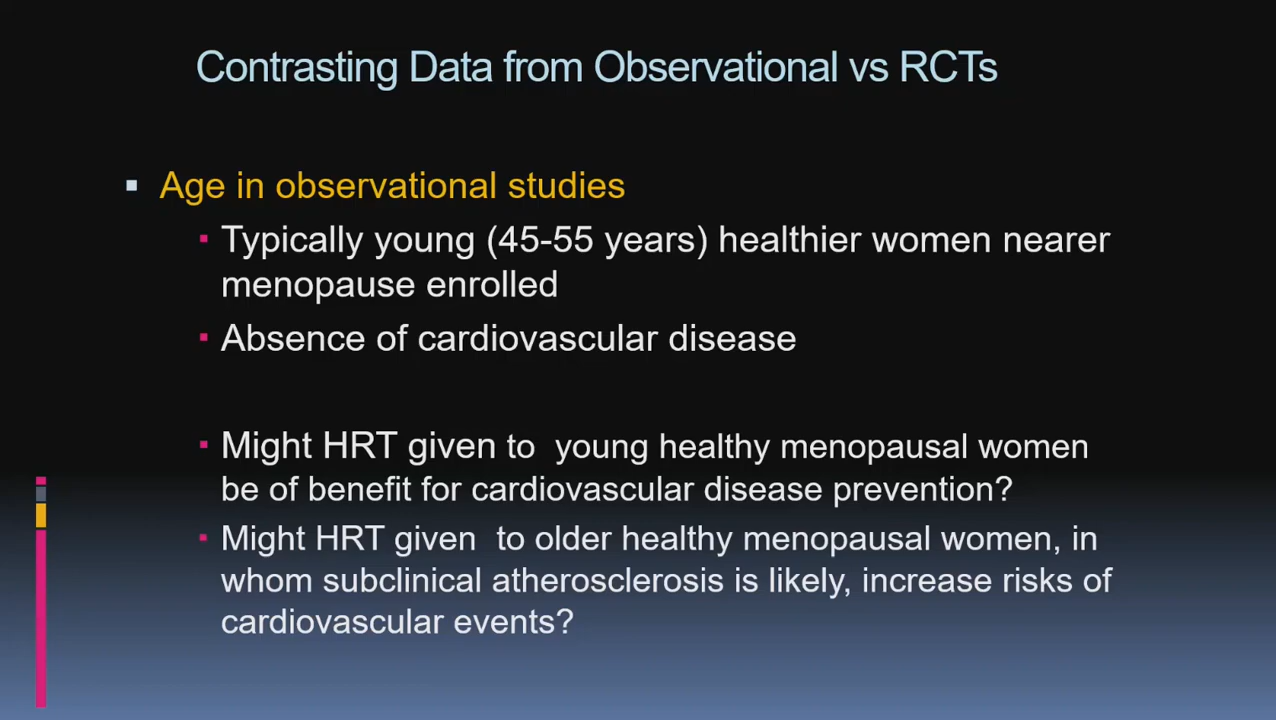 Contrasting Data from Observational vs RCTs
Age in observational studies
Typically young (45-55 years) healthier women nearer
menopause enrolled
Absence of cardiovascular disease
Might HRT given to young healthy menopausal women
be of benefit for cardiovascular disease prevention?
Might HRT given to older healthy menopausal women, in
whom subclinical atherosclerosis is likely, increase risks of
cardiovascular events?